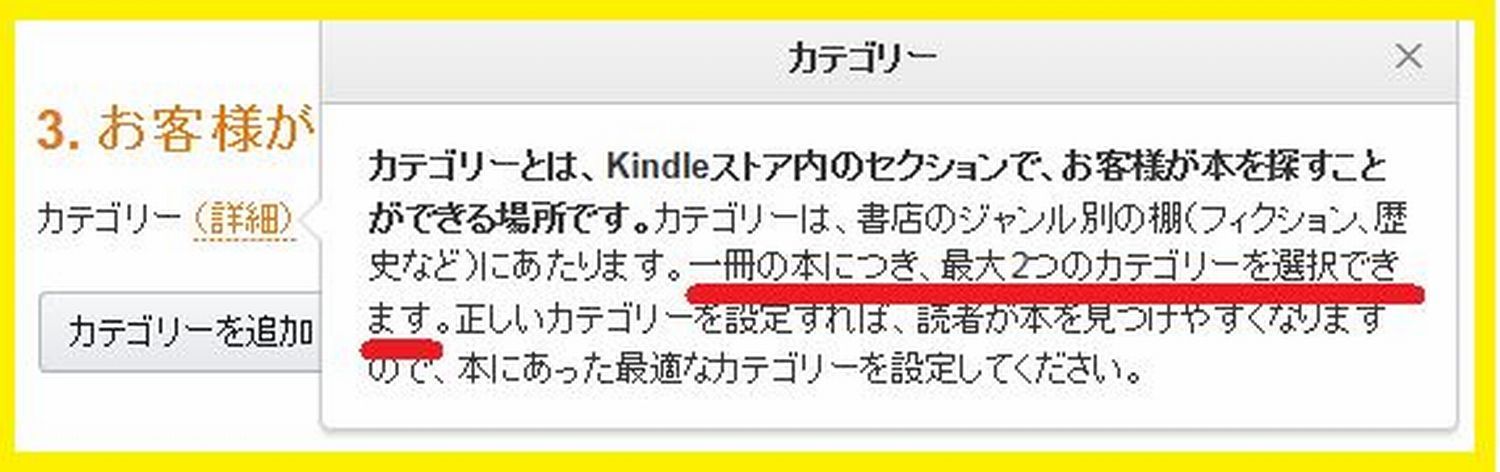 カテゴリー
3. お客様が
カテゴリー (詳細)
カテゴリーを追加
カテゴリーとは、Kindleストア内のセクションで、お客様が本を探すこと
ができる場所です。カテゴリーは、書店のジャンル別の棚(フィクション、歴
史など)にあたります。一冊の本につき、最大2つのカテゴリーを選択でき
ます。正しいカテゴリーを設定すれば、読者が本を見つけやすくなります
ので、本にあった最適なカテゴリーを設定してください。